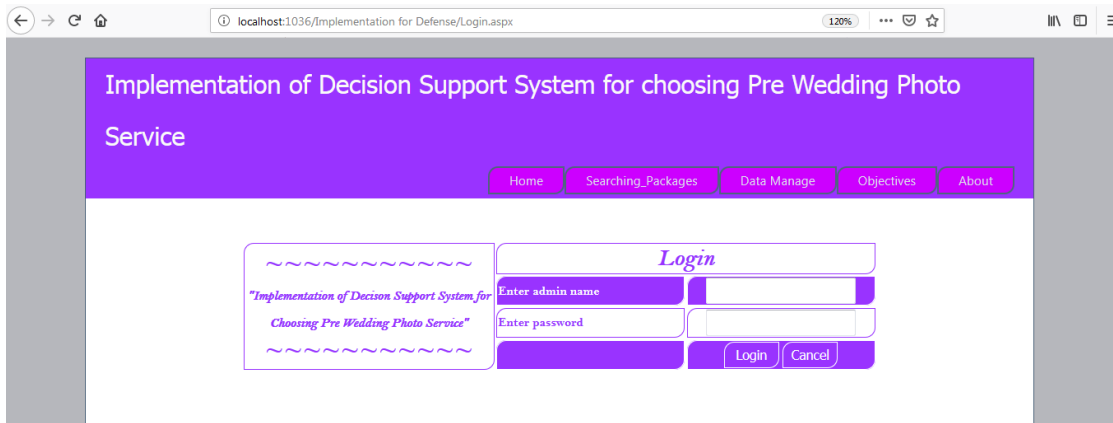 localhost:1036/Implementation for Defense/Login.aspx
120%
Implementation of Decision Support System for choosing Pre Wedding Photo
Service
Home Searching_Packages Data Manage Objectives About
~~~~~~~~~~~
"Implementation of Decison Support System for
Choosing Pre Wedding Photo Service"
~~~~~~~~~~~
Login
Enter admin name
Enter password
Login Cancel